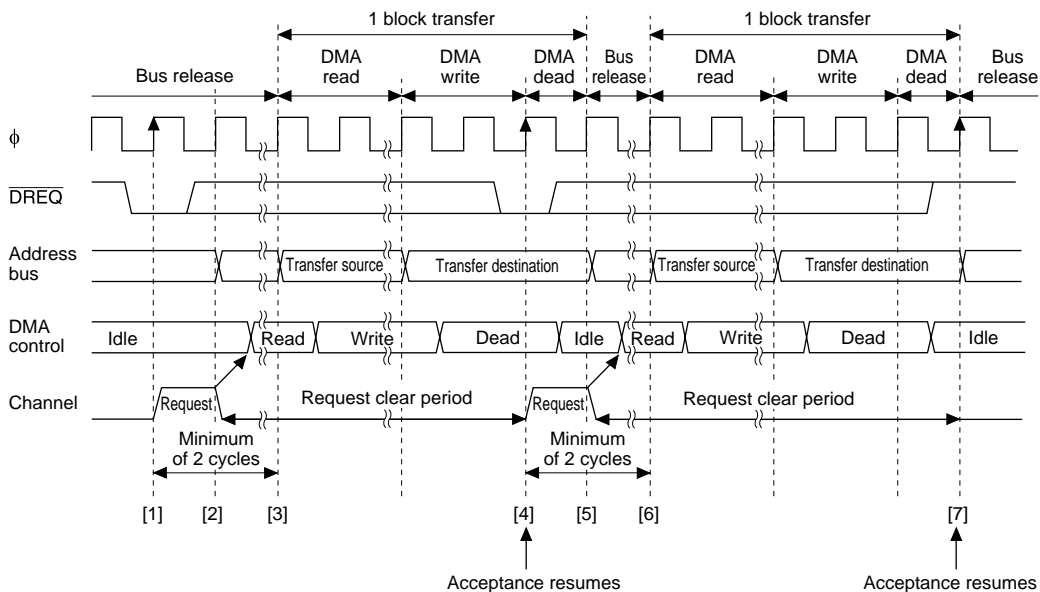 1 block transfer 1 block transfer
Bus release DMA read DMA write DMA dead Bus release DMA read DMA write DMA dead Bus release
ϕ
DREQ
Address bus Transfer source Transfer destination Transfer source Transfer destination
DMA control Idle Read Write Dead Idle Read Write Dead Idle
Channel Request Request clear period Request Request clear period
Minimum of 2 cycles Minimum of 2 cycles
[1] [2] [3] [4] [5] [6] [7]
Acceptance resumes Acceptance resumes